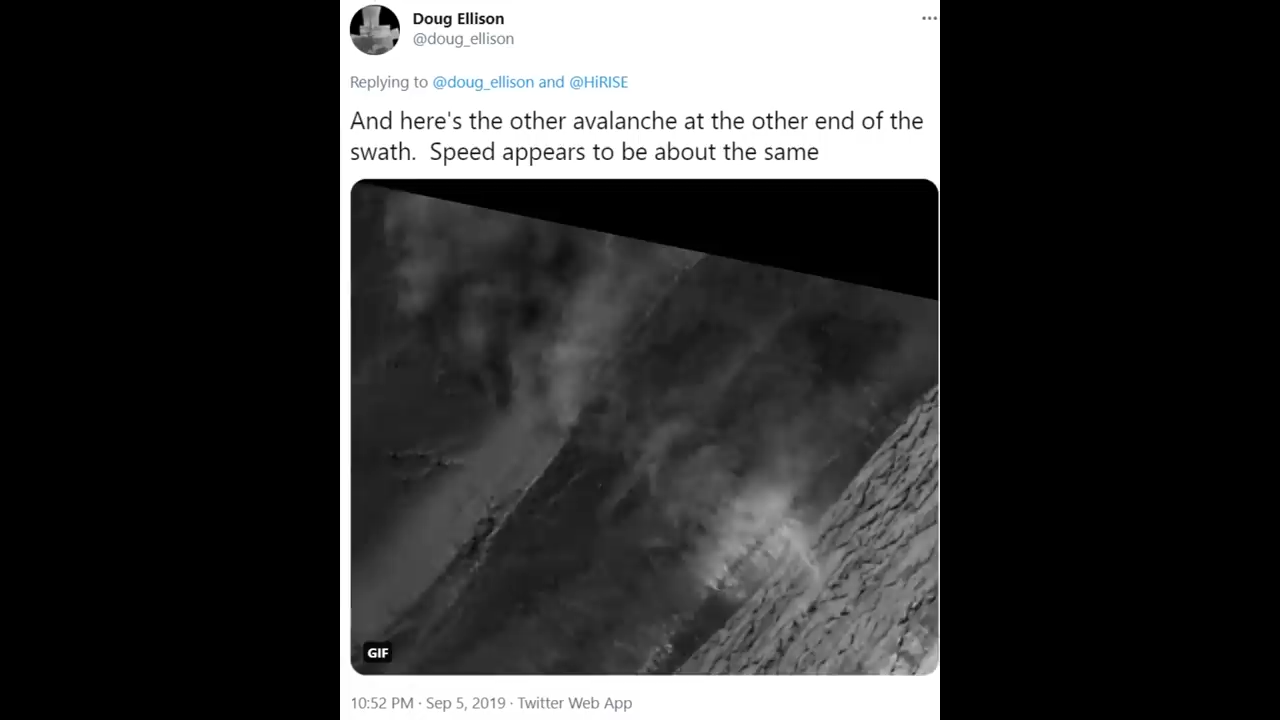 Doug Ellison
@doug_ellison
Replying to @doug_ellison and @HiRISE
And here's the other avalanche at the other end of the
swath.  Speed appears to be about the same
GIF
10:52 PM · Sep 5, 2019 · Twitter Web App